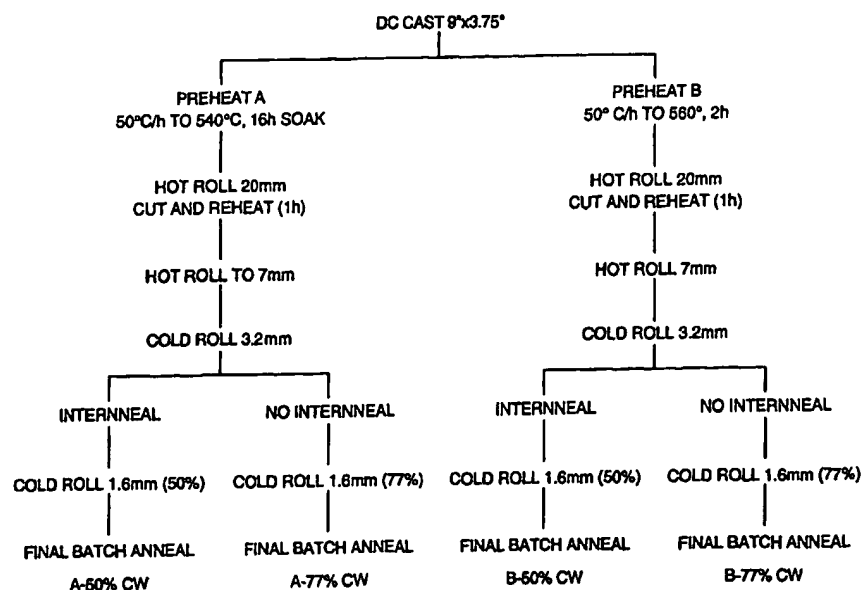 DC CAST 9"x3.75"
PREHEAT A
50°C/h TO 540°C, 16h SOAK
HOT ROLL 20mm
CUT AND REHEAT (1h)
HOT ROLL TO 7mm
COLD ROLL 3.2mm
INTERNNEAL
COLD ROLL 1.6mm (50%)
FINAL BATCH ANNEAL
A-50% CW
NO INTERNNEAL
COLD ROLL 1.6mm (77%)
FINAL BATCH ANNEAL
A-77% CW
PREHEAT B
50° C/h TO 560°, 2h
HOT ROLL 20mm
CUT AND REHEAT (1h)
HOT ROLL 7mm
COLD ROLL 3.2mm
INTERNNEAL
COLD ROLL 1.6mm (50%)
FINAL BATCH ANNEAL
B-50% CW
NO INTERNNEAL
COLD ROLL 1.6mm (77%)
FINAL BATCH ANNEAL
B-77% CW